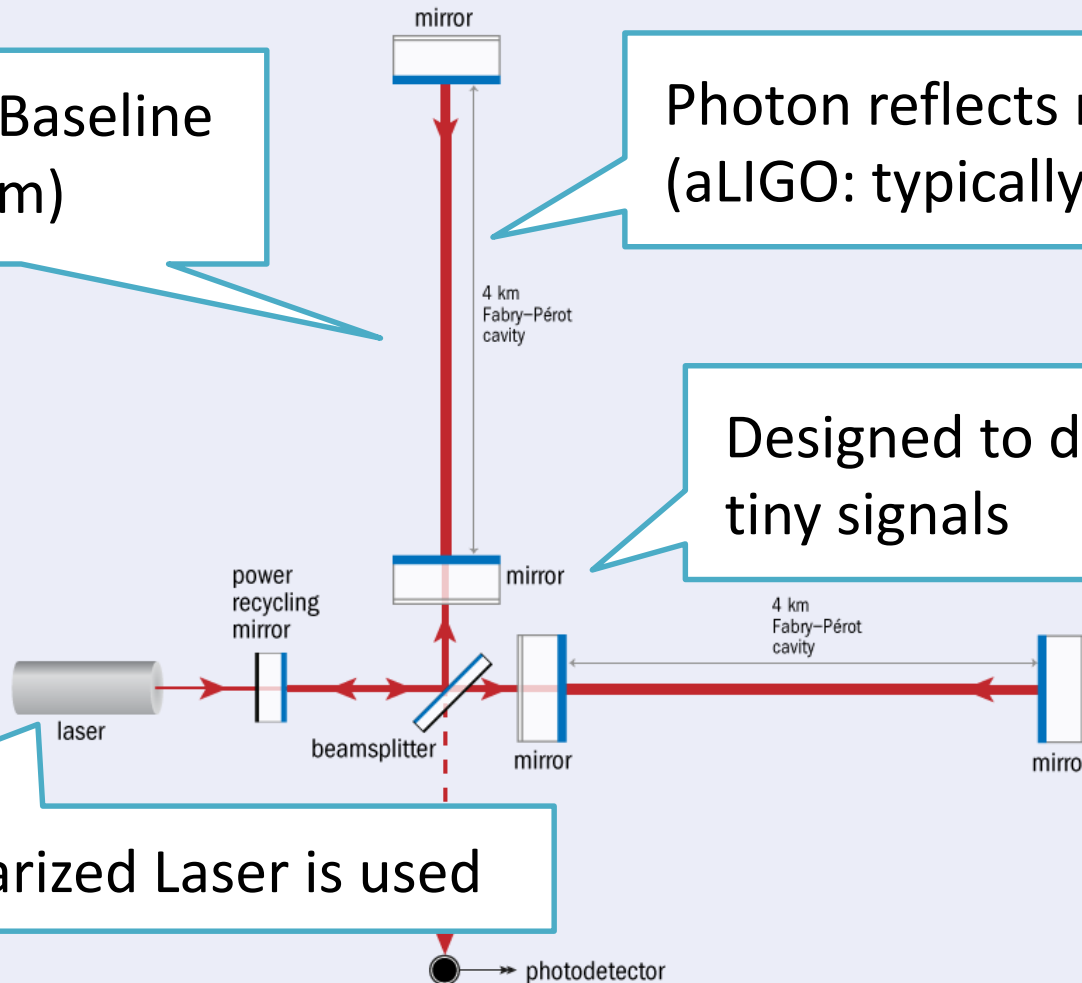 mirror
Baseline
m)
Photon reflects
(aLIGO: typically
4 km
Fabry–Pérot
cavity
Designed to d
tiny signals
mirror
power
recycling
mirror
4 km
Fabry–Pérot
cavity
laser
beamsplitter
mirror
mirro
arized Laser is used
photodetector